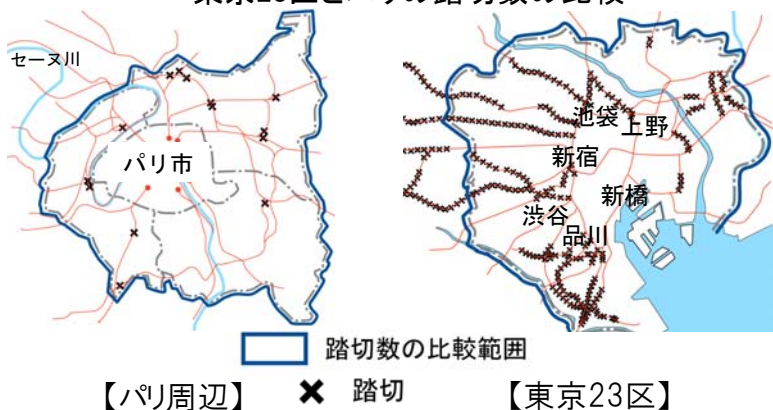 セーヌ川
パリ市
池袋
上野
新宿
新橋
渋谷
品川
踏切数の比較範囲
【パリ周辺】
踏切
【東京23区】